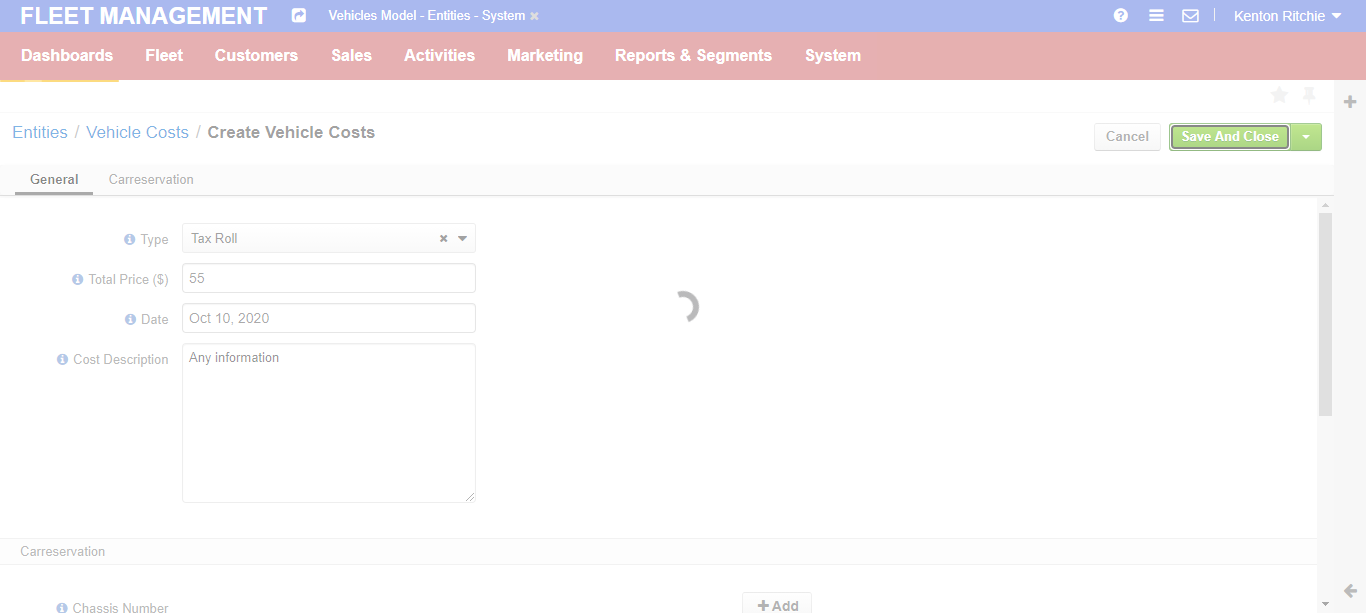 FLEET MANAGEMENT Vehicles Model - Entities - System Kenton Ritchie
Dashboards Fleet Customers Sales Activities Marketing Reports & Segments System
Entities / Vehicle Costs / Create Vehicle Costs Cancel Save And Close
General Carreservation
Type Tax Roll
Total Price ($) 55
Date Oct 10, 2020
Cost Description Any information
Carreservation
Chassis Number Add